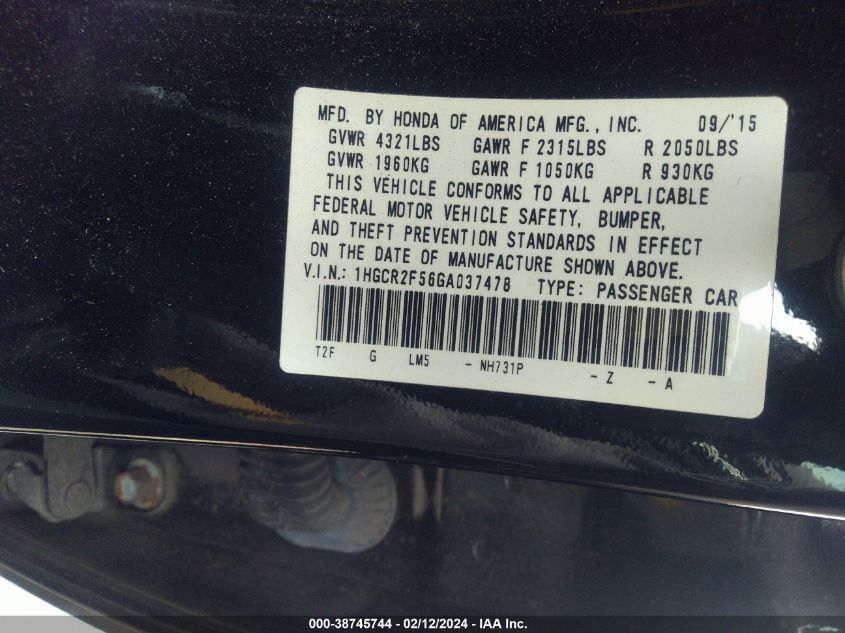 MFD. BY HONDA OF AMERICA MFG., INC. 09/'15
GVWR 4321LBS GAWR F 2315LBS R 2050LBS
GVWR 1960KG GAWR F 1050KG R 930KG
THIS VEHICLE CONFORMS TO ALL APPLICABLE
FEDERAL MOTOR VEHICLE SAFETY, BUMPER,
AND THEFT PREVENTION STANDARDS IN EFFECT
ON THE DATE OF MANUFACTURE SHOWN ABOVE.
V.I.N.: 1HGCR2F56GA037478 TYPE: PASSENGER CAR
T2F G LM5 - NH731P - Z - A
000-38745744 - 02/12/2024 - IAA Inc.